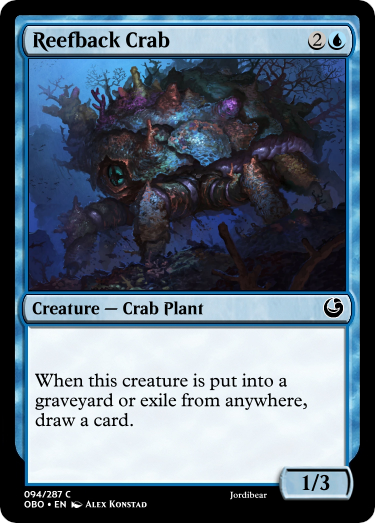 Reefback Crab 2
Creature — Crab Plant
When this creature is put into a
graveyard or exile from anywhere,
draw a card.
1/3
094/287 C
OBO • EN Alex Konstad
Jordibear